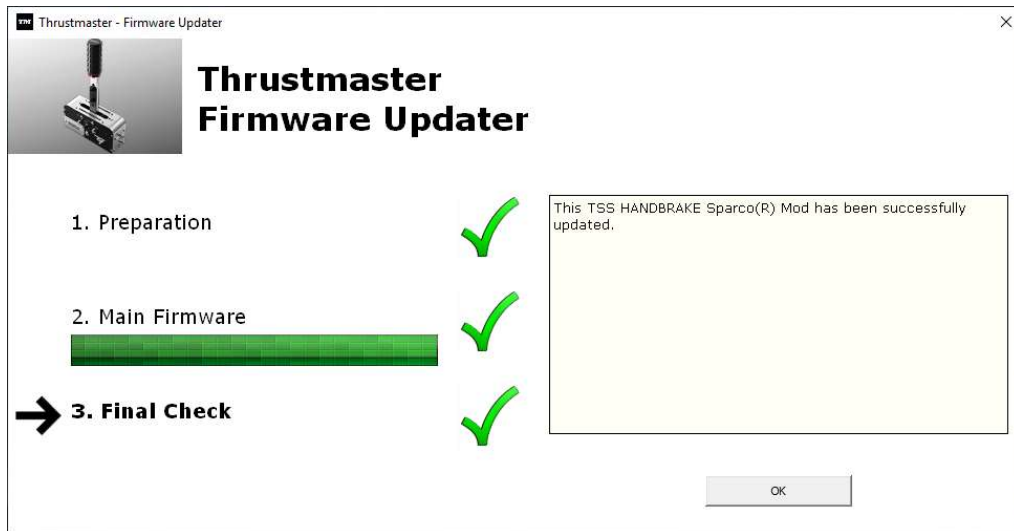 Thrustmaster - Firmware Updater
Thrustmaster
Firmware Updater
1. Preparation
This TSS HANDBRAKE Sparco(R) Mod has been successfully
updated.
2. Main Firmware
3. Final Check
OK